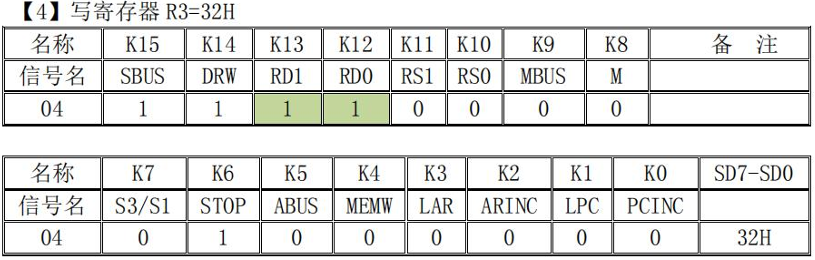 【4】写寄存器 R3=32H
名称 K15 K14 K13 K12 K11 K10 K9 K8 备 注
信号名 SBUS DRW RD1 RD0 RS1 RS0 MBUS M
04 1 1 1 1 0 0 0 0
名称 K7 K6 K5 K4 K3 K2 K1 K0 SD7-SD0
信号名 S3/S1 STOP ABUS MEMW LAR ARINC LPC PCINC
04 0 1 0 0 0 0 0 0 32H